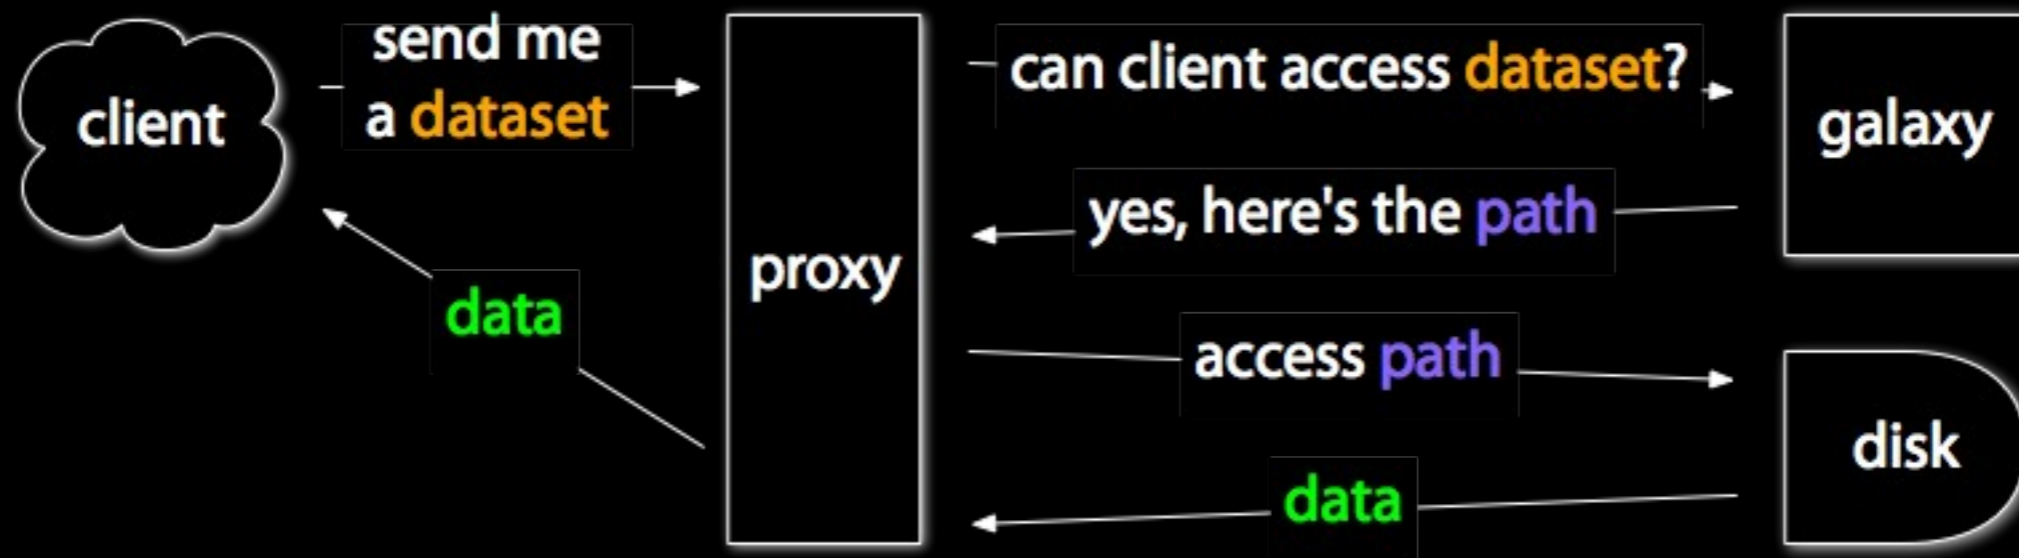 client
send me
a dataset
proxy
can client access dataset?
galaxy
yes, here's the path
data
access path
disk
data